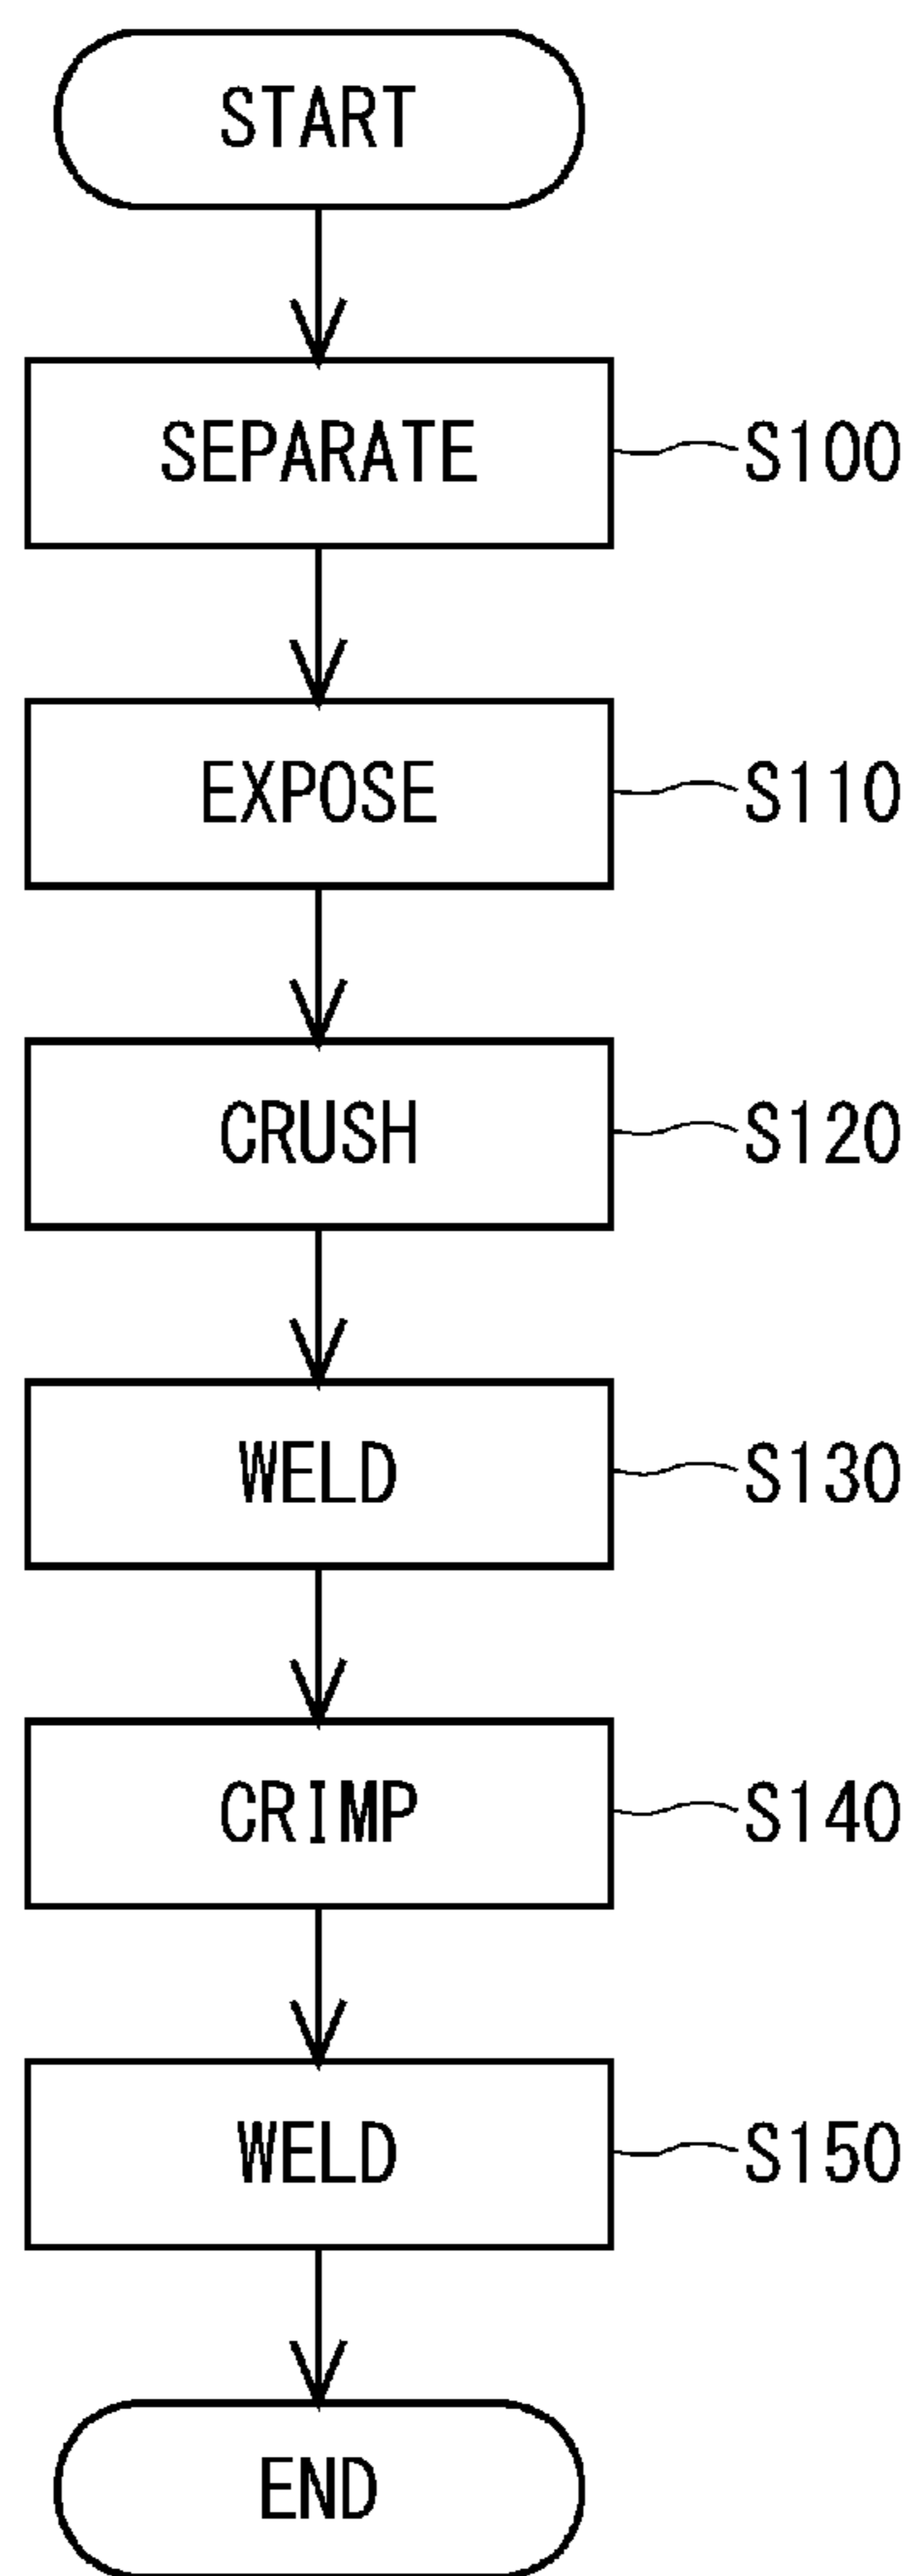 START
SEPARATE S100
EXPOSE S110
CRUSH S120
WELD S130
CRIMP S140
WELD S150
END